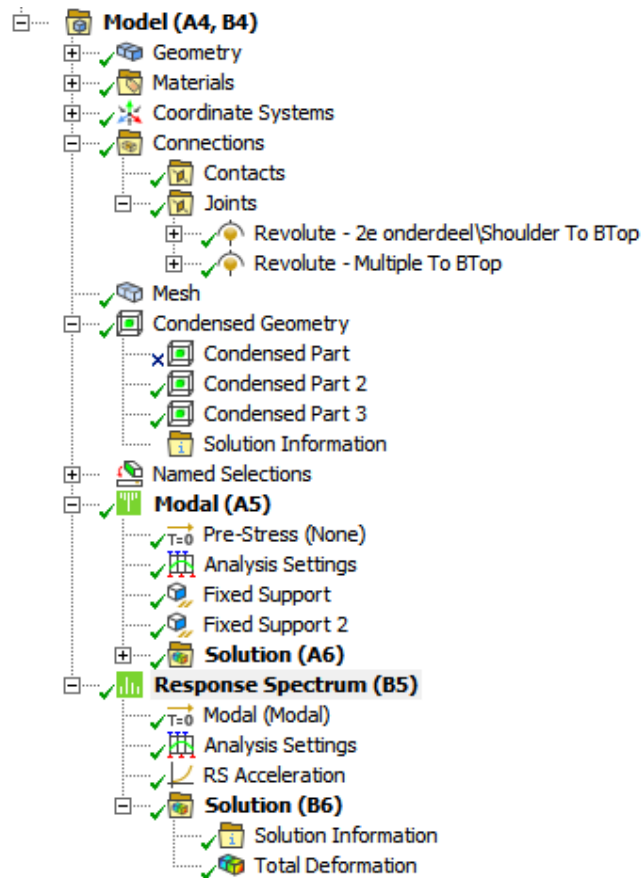 Model (A4, B4)
Geometry
Materials
Coordinate Systems
Connections
Contacts
Joints
Revolute - 2e onderdeel\Shoulder To BTop
Revolute - Multiple To BTop
Mesh
Condensed Geometry
Condensed Part
Condensed Part 2
Condensed Part 3
Solution Information
Named Selections
Modal (A5)
T=0 Pre-Stress (None)
Analysis Settings
Fixed Support
Fixed Support 2
Solution (A6)
Response Spectrum (B5)
T=0 Modal (Modal)
Analysis Settings
RS Acceleration
Solution (B6)
Solution Information
Total Deformation